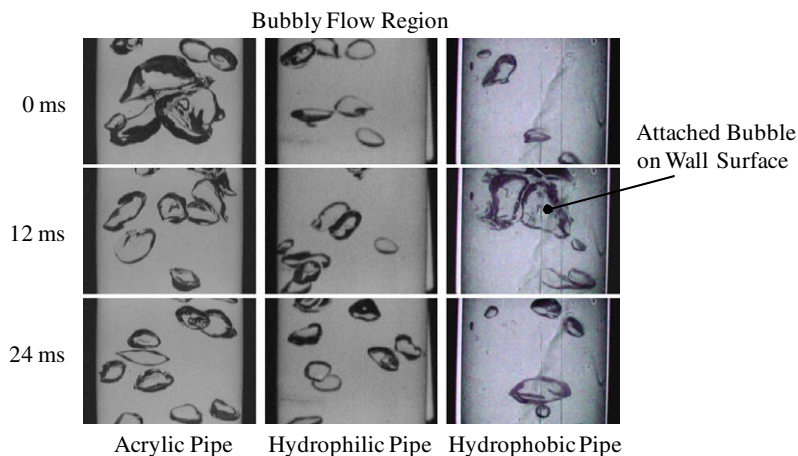 Bubbly Flow Region
0 ms
Attached Bubble
on Wall Surface
12 ms
24 ms
Acrylic Pipe
Hydrophilic Pipe
Hydrophobic Pipe